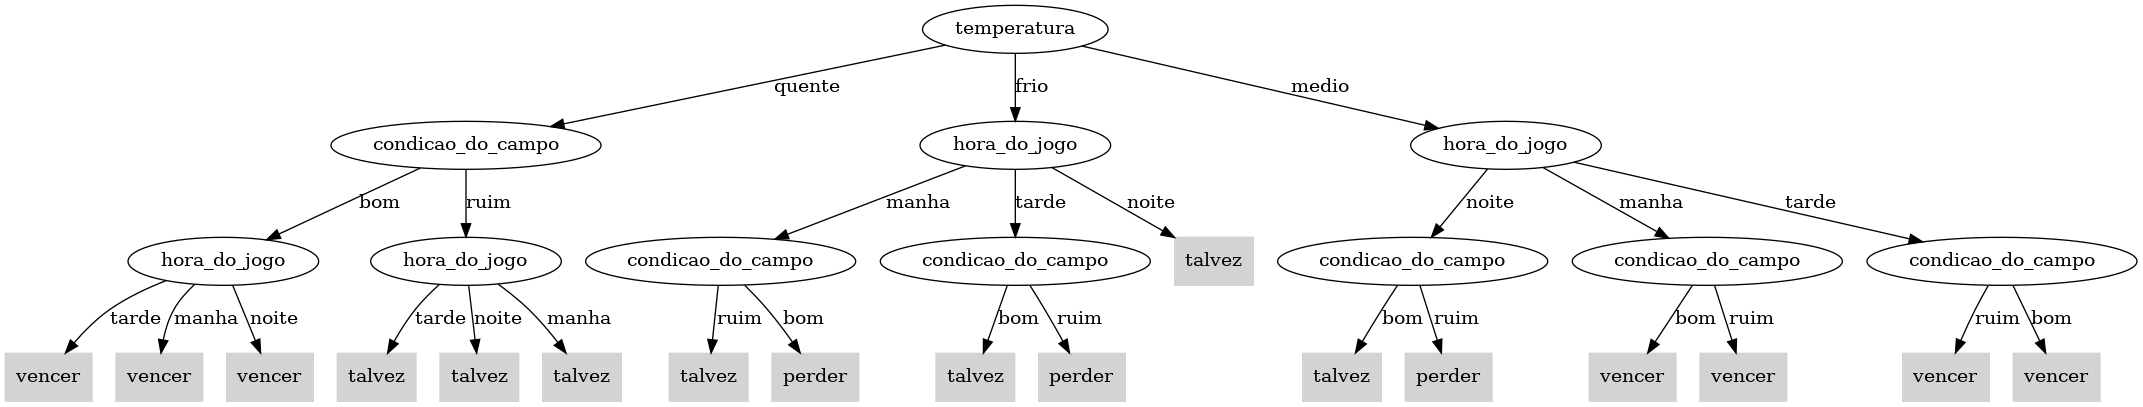 temperatura
quente frio medio
condicao_do_campo hora_do_jogo hora_do_jogo
bom ruim manha tarde noite noite manha tarde
hora_do_jogo hora_do_jogo condicao_do_campo condicao_do_campo talvez condicao_do_campo condicao_do_campo condicao_do_campo
tarde manha noite tarde noite manha ruim bom bom ruim bom ruim bom ruim ruim bom
vencer vencer vencer talvez talvez talvez talvez perder talvez perder talvez perder vencer vencer vencer vencer